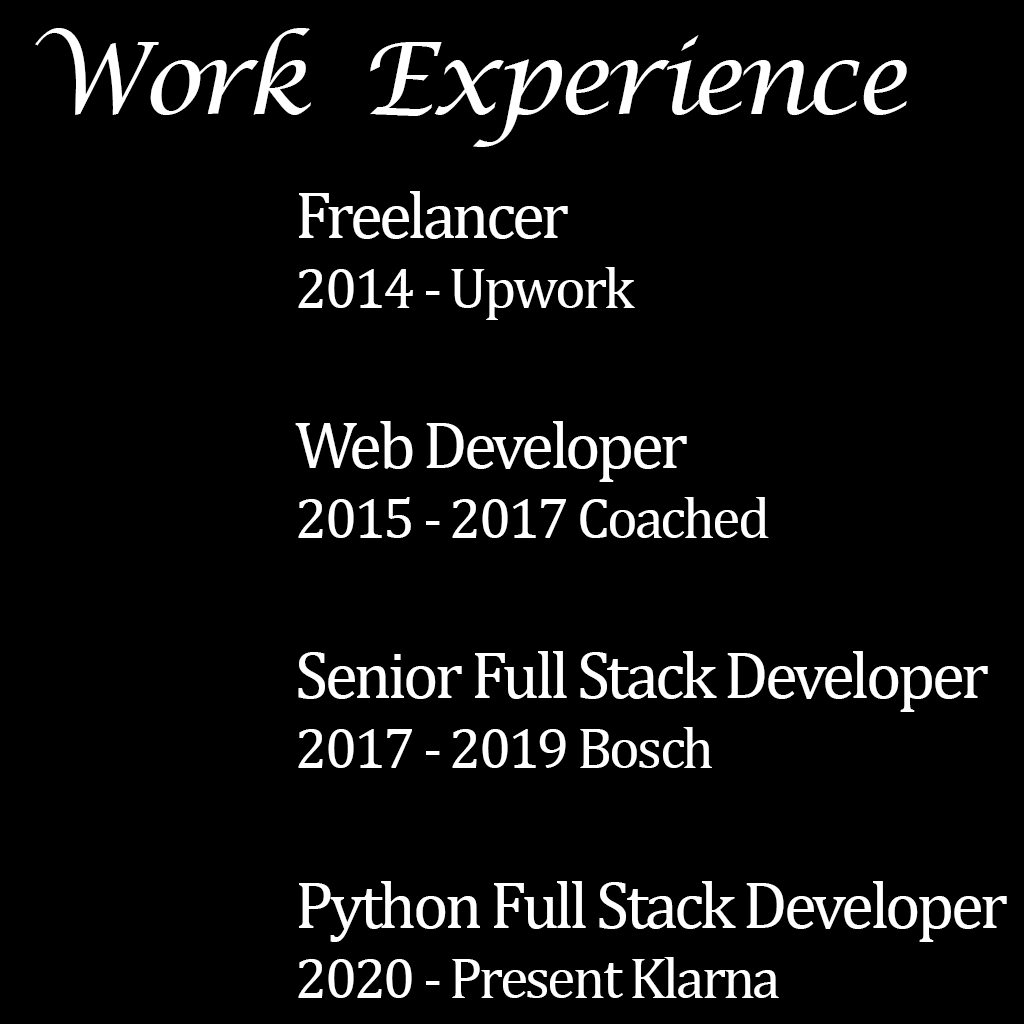 Work Experience
Freelancer
2014 - Upwork
Web Developer
2015 - 2017 Coached
Senior Full Stack Developer
2017 - 2019 Bosch
Python Full Stack Developer
2020 - Present Klarna